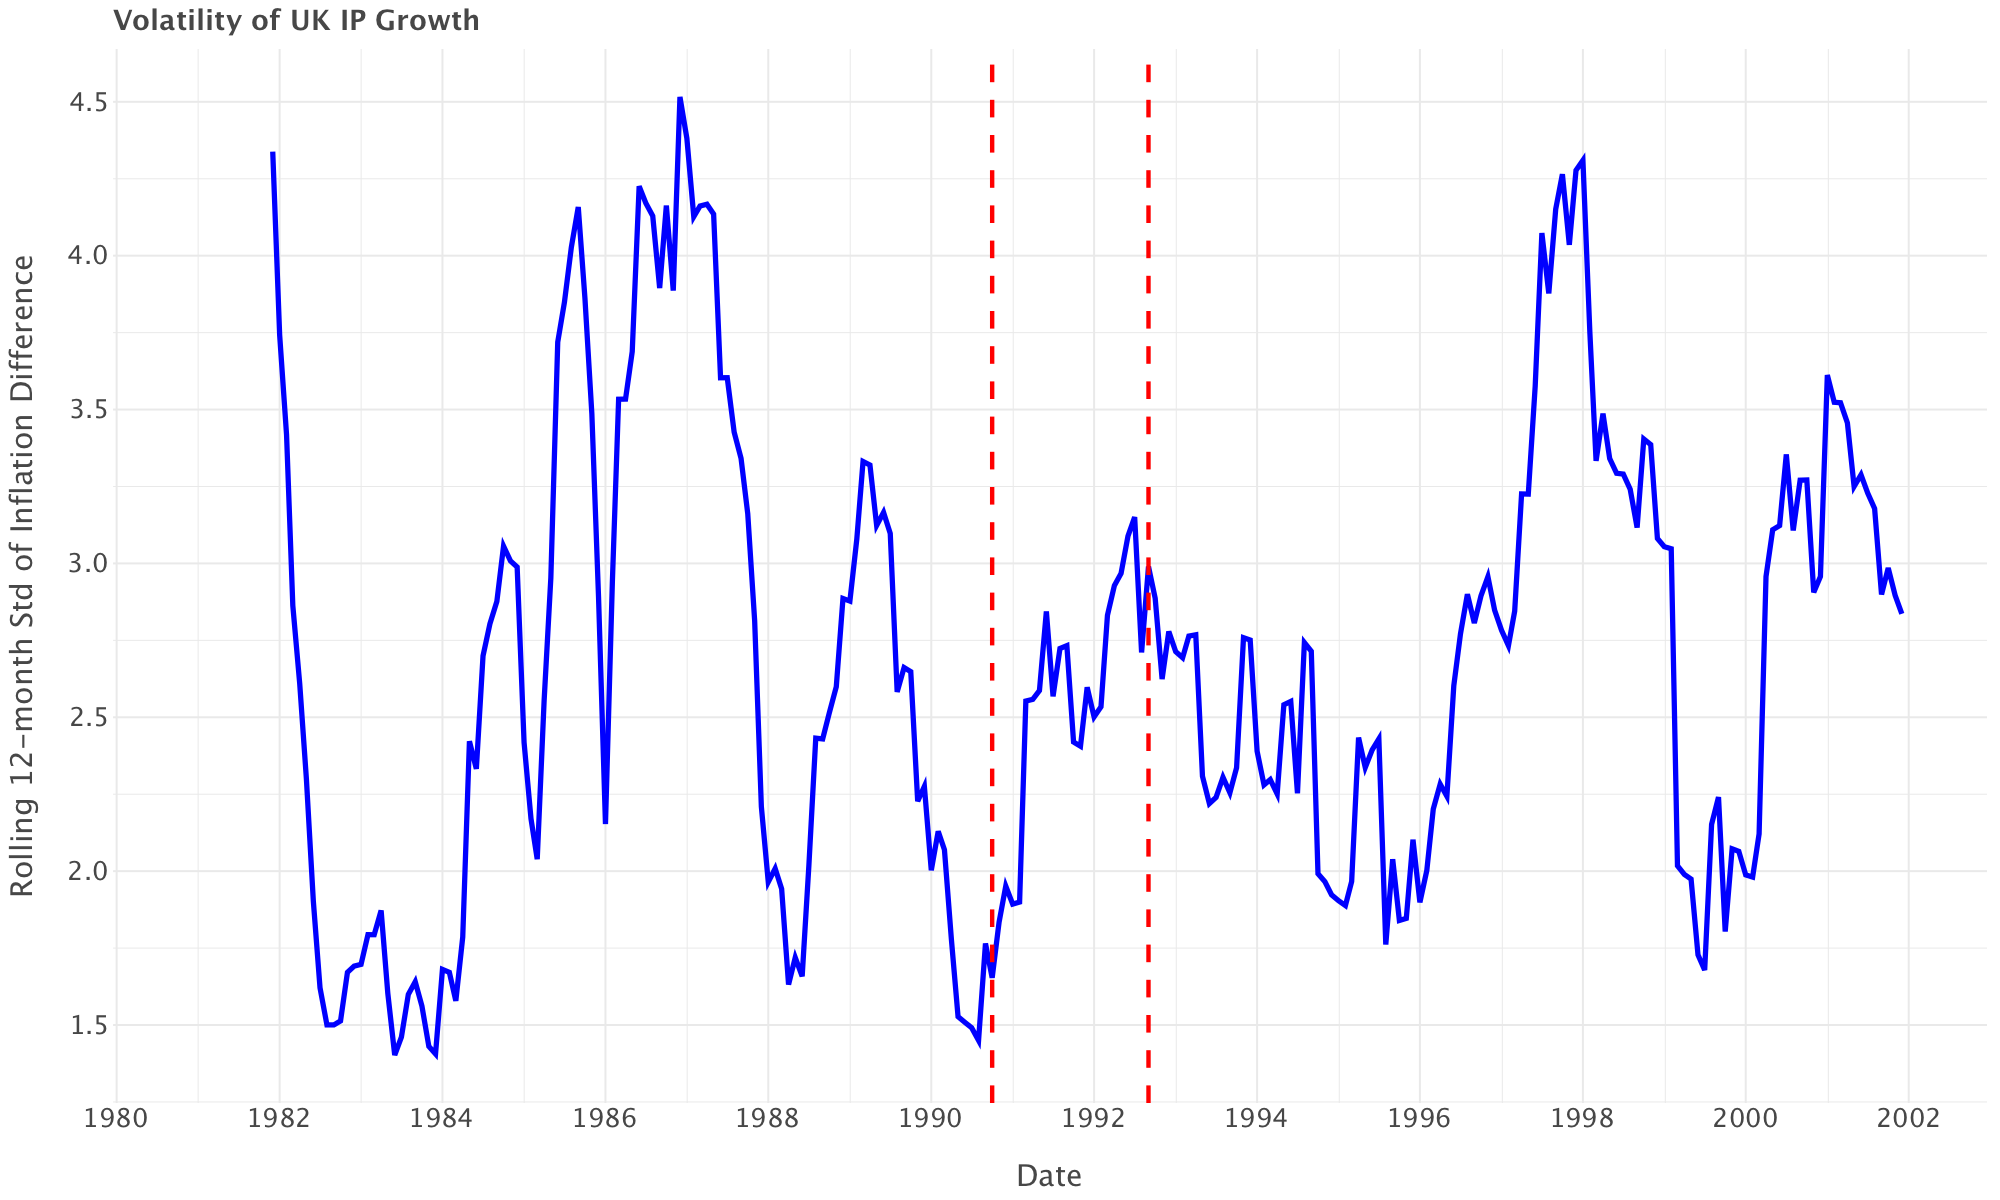 Volatility of UK IP Growth
Rolling 12−month Std of Inflation Difference
4.5
4.0
3.5
3.0
2.5
2.0
1.5
1980 1982 1984 1986 1988 1990 1992 1994 1996 1998 2000 2002
Date